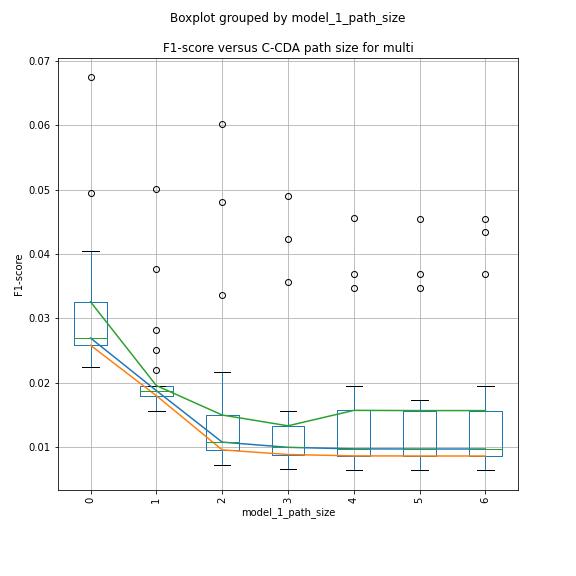 Boxplot grouped by model_1_path_size
F1-score versus C-CDA path size for multi
0.07
0.06
0.05
0.04
0.03
0.02
0.01
F1-score
0 1 2 3 4 5 6
model_1_path_size